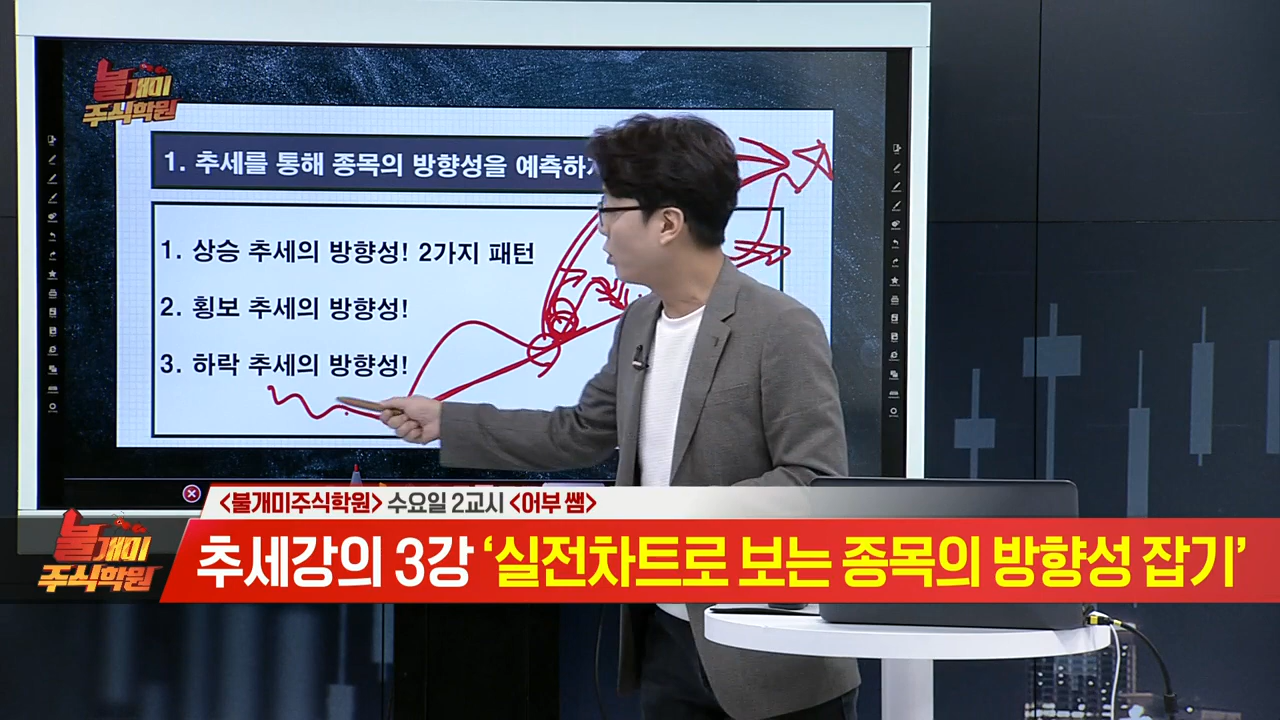 불개미
주식학원
1. 추세를 통해 종목의 방향성을 예측하
1. 상승 추세의 방향성! 2가지 패턴
2. 횡보 추세의 방향성!
3. 하락 추세의 방향성!
<불개미주식학원> 수요일 2교시 <어부 쌤>
불개미
주식학원
추세강의 3강 ‘실전차트로 보는 종목의 방향성 잡기’